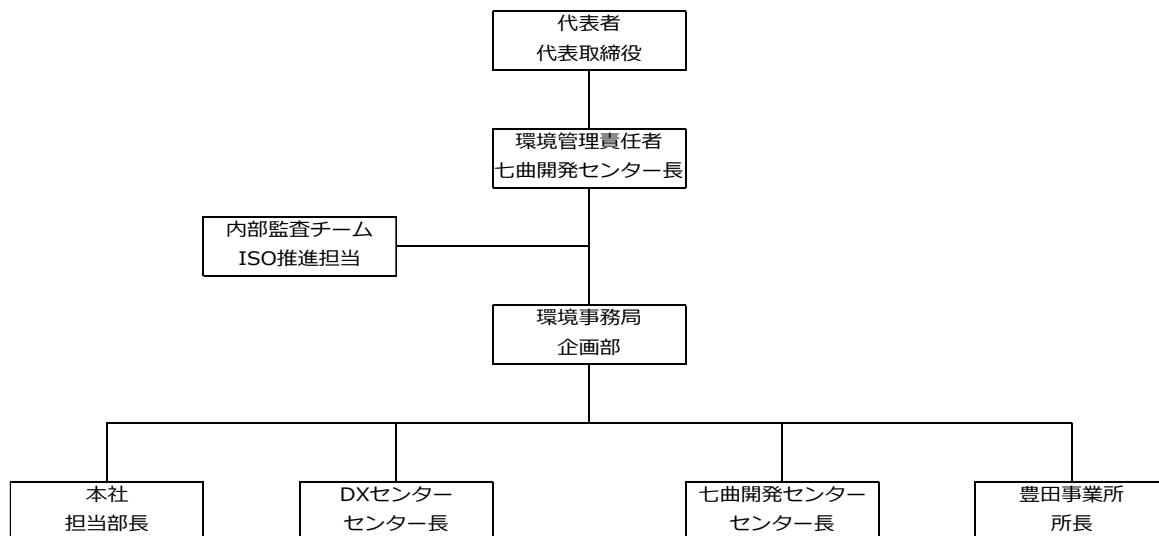 代表者
代表取締役
環境管理責任者
七曲開発センター長
内部監査チーム
ISO推進担当
環境事務局
企画部
本社
担当部長
DXセンター
センター長
七曲開発センター
センター長
豊田事業所
所長